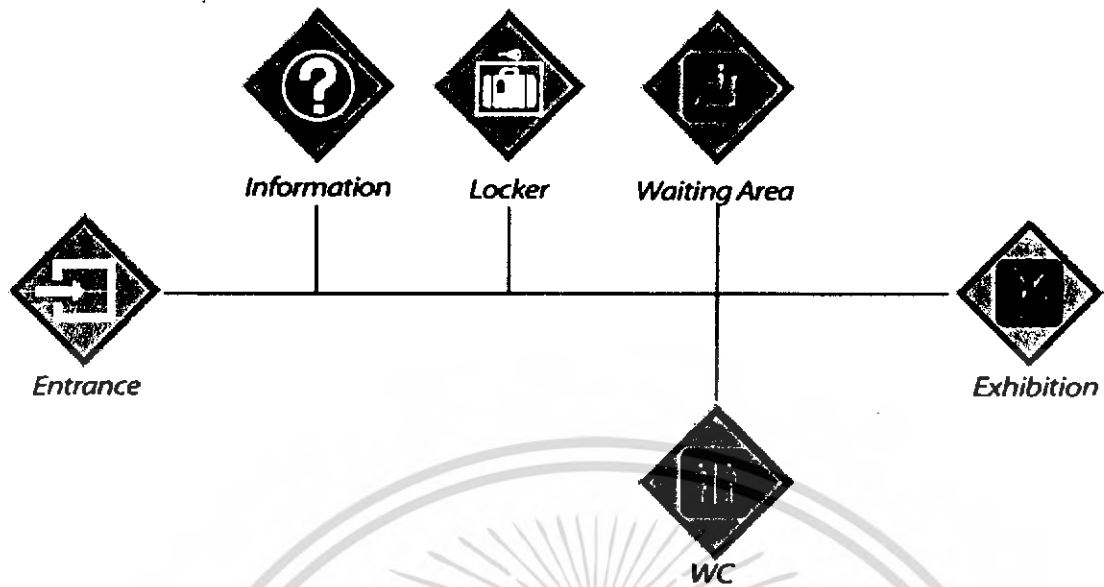 ?
Information
Locker
Waiting Area
Entrance
Exhibition
WC